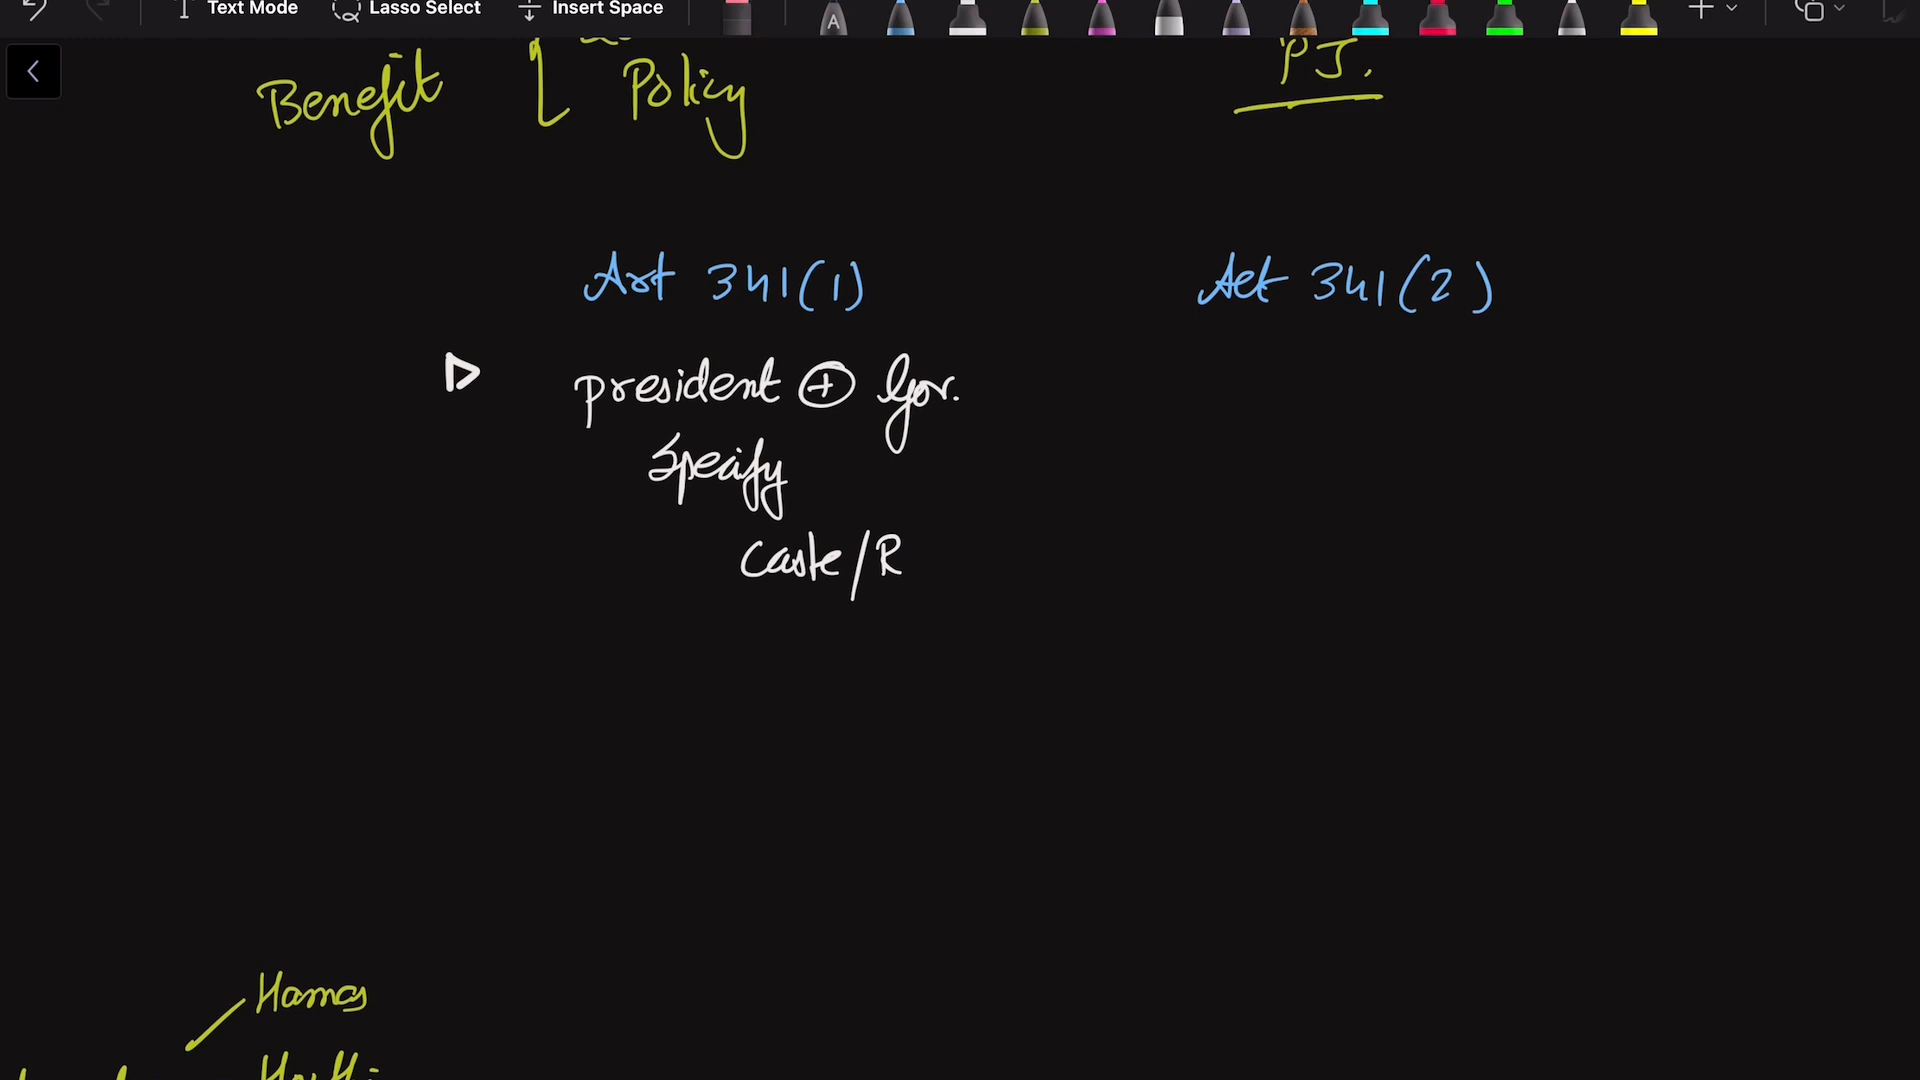 Text Mode Lasso Select Insert Space
A
Benefit Policy PJ.
Art 341(1) Art 341(2)
president + Gov.
Specify
Caste/R
Hamas